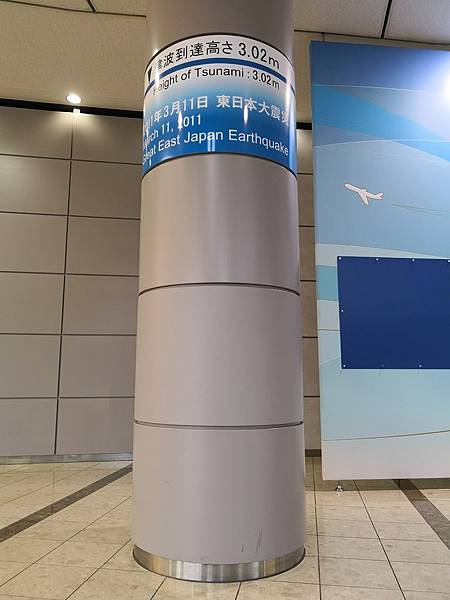 ▼津波到達高さ 3.02m
Height of Tsunami : 3.02m
2011年3月11日 東日本大震災
March 11, 2011
Great East Japan Earthquake